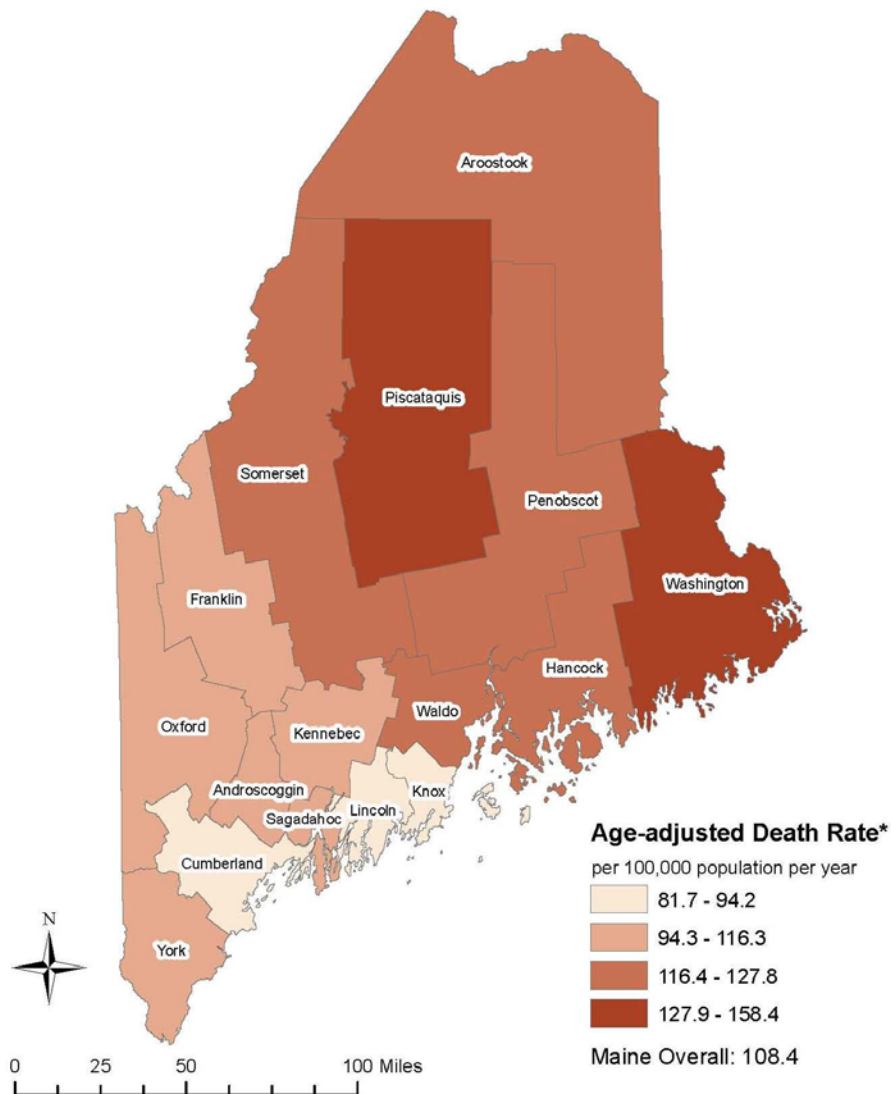 Aroostook
Piscataquis
Somerset
Penobscot
Washington
Franklin
Hancock
Waldo
Oxford
Kennebec
Androscoggin
Knox
Lincoln
Sagadahoc
Cumberland
York
N
0 25 50 100 Miles
Age-adjusted Death Rate*
per 100,000 population per year
81.7 - 94.2
94.3 - 116.3
116.4 - 127.8
127.9 - 158.4
Maine Overall: 108.4